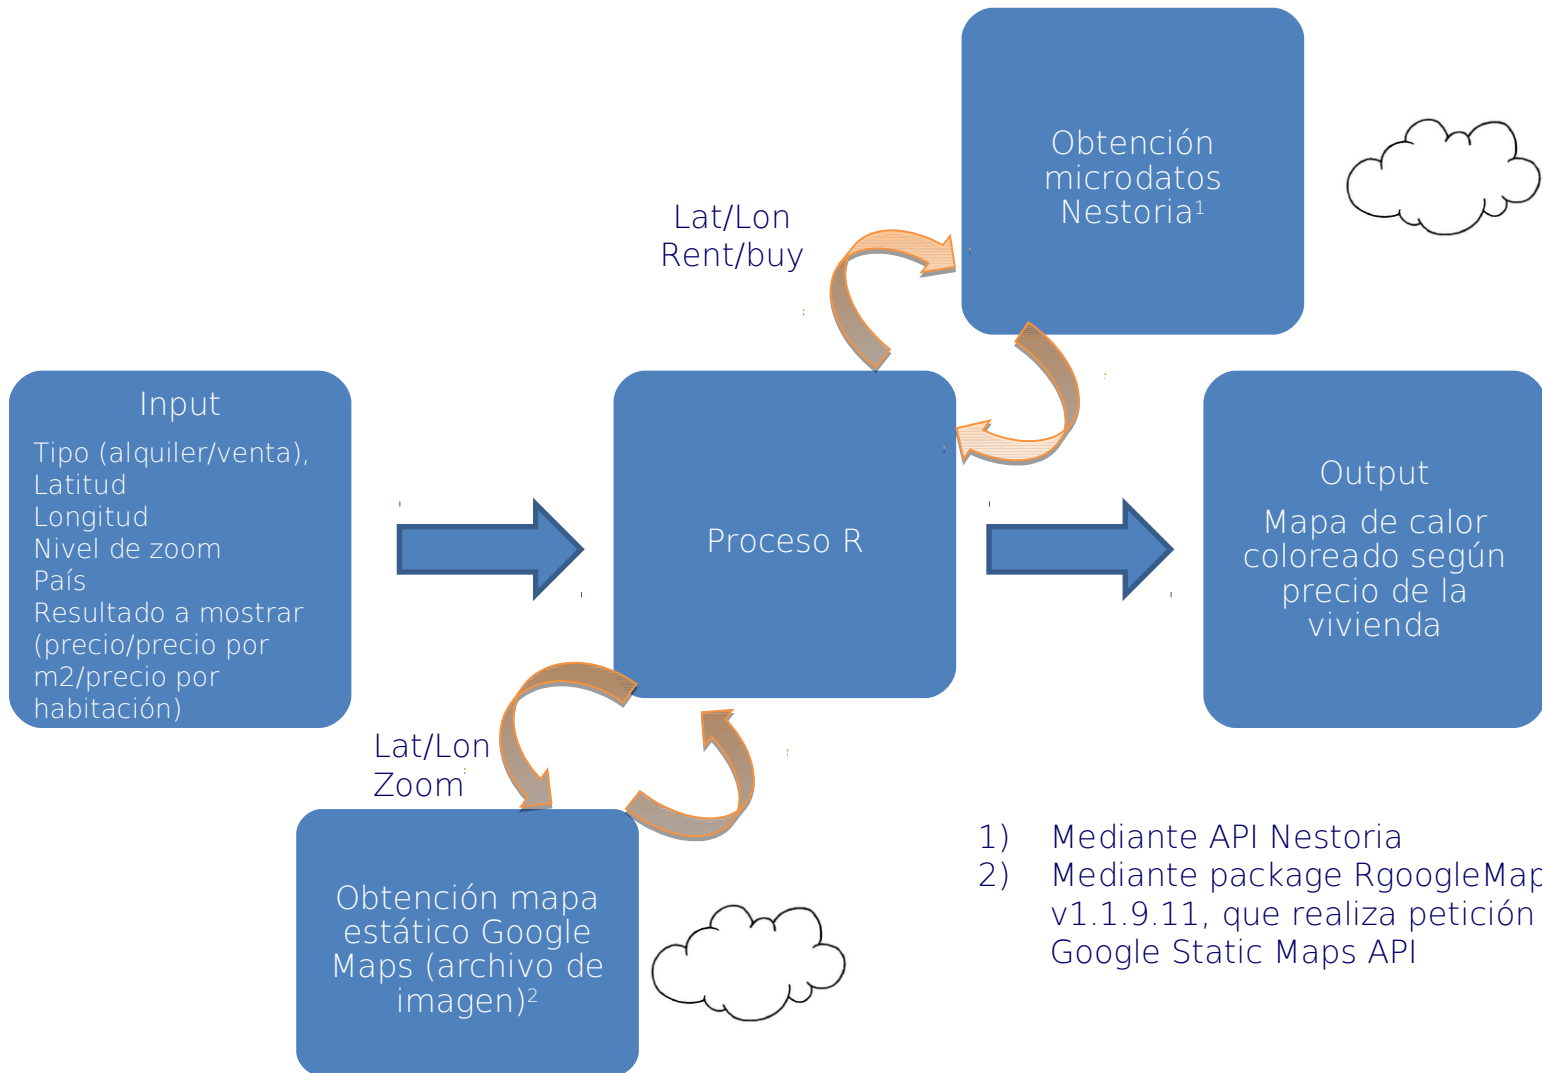 Obtención
microdatos
Nestoria¹
Lat/Lon
Rent/buy
Input
Tipo (alquiler/venta),
Latitud
Longitud
Nivel de zoom
País
Resultado a mostrar
(precio/precio por
m2/precio por
habitación)
Proceso R
Output
Mapa de calor
coloreado según
precio de la
vivienda
Lat/Lon
Zoom
Obtención mapa
estático Google
Maps (archivo de
imagen)²
1) Mediante API Nestoria
2) Mediante package RgoogleMap
v1.1.9.11, que realiza petición
Google Static Maps API